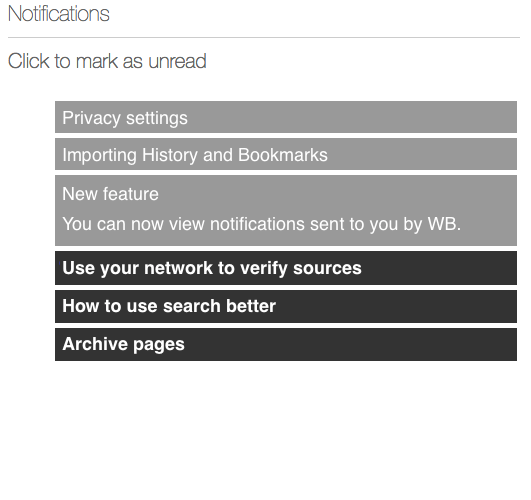 Notifications
Click to mark as unread
Privacy settings
Importing History and Bookmarks
New feature
You can now view notifications sent to you by WB.
Use your network to verify sources
How to use search better
Archive pages